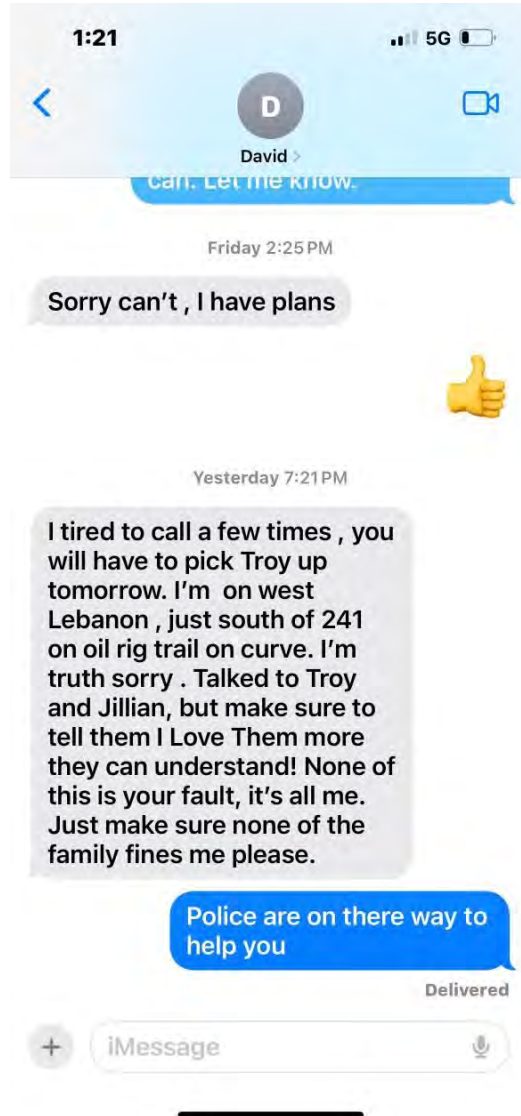 1:21
5G
D
David
can. Let me know.
Friday 2:25 PM
Sorry can't , I have plans
Yesterday 7:21 PM
I tired to call a few times , you
will have to pick Troy up
tomorrow. I'm on west
Lebanon , just south of 241
on oil rig trail on curve. I'm
truth sorry . Talked to Troy
and Jillian, but make sure to
tell them I Love Them more
they can understand! None of
this is your fault, it's all me.
Just make sure none of the
family fines me please.
Police are on there way to
help you
Delivered
iMessage